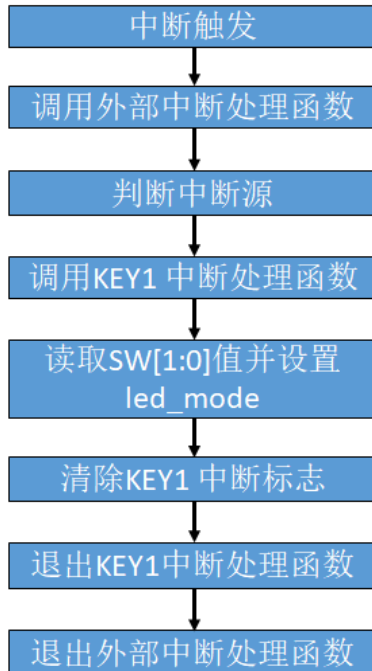 中断触发
调用外部中断处理函数
判断中断源
调用KEY1 中断处理函数
读取SW[1:0]值并设置
led_mode
清除KEY1 中断标志
退出KEY1中断处理函数
退出外部中断处理函数